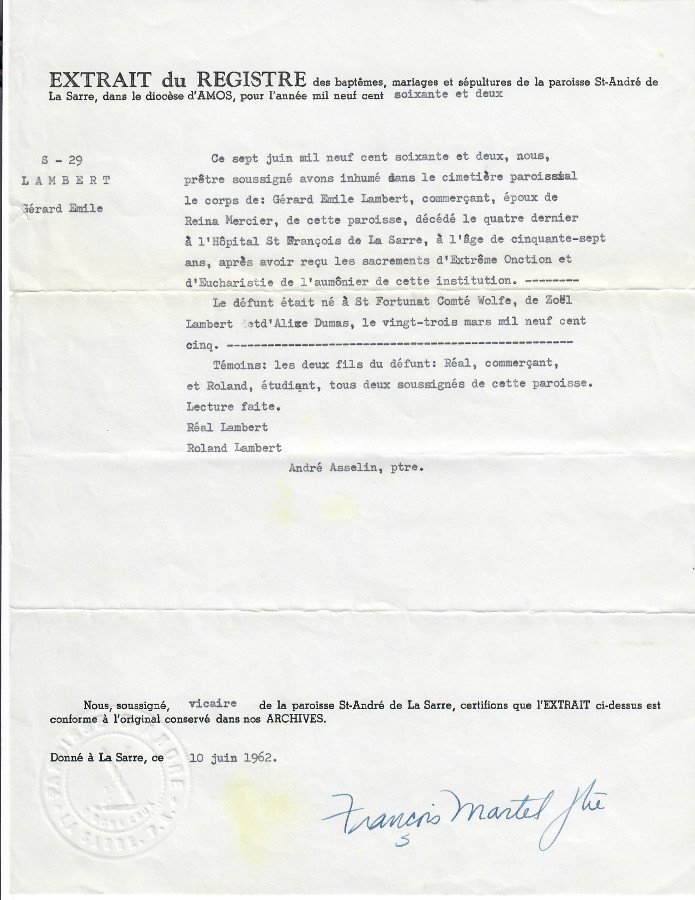 EXTRAIT du REGISTRE des baptêmes, mariages et sépultures de la paroisse St-André de
La Sarre, dans le diocèse d'AMOS, pour l'année mil neuf cent soixante et deux
S - 29
L A M B E R T
Gérard Emile
Ce sept juin mil neuf cent soixante et deux, nous,
prêtre soussigné avons inhumé dans le cimetière paroissial
le corps de: Gérard Emile Lambert, commerçant, époux de
Reina Mercier, de cette paroisse, décédé le quatre dernier
à l'Hôpital St François de La Sarre, à l'âge de cinquante-sept
ans, après avoir reçu les sacrements d'Extrême Onction et
d'Eucharistie de l'aumônier de cette institution. --------
Le défunt était né à St Fortunat Comté Wolfe, de Zoël
Lambert etd'Alixe Dumas, le vingt-trois mars mil neuf cent
cinq. -----------------------------------------------------
Témoins: les deux fils du défunt: Réal, commerçant,
et Roland, étudiant, tous deux soussignés de cette paroisse.
Lecture faite.
Réal Lambert
Roland Lambert
André Asselin, ptre.
Nous, soussigné, vicaire de la paroisse St-André de La Sarre, certifions que l'EXTRAIT ci-dessus est
conforme à l'original conservé dans nos ARCHIVES.
Donné à La Sarre, ce 10 juin 1962.
François Martel
LA SARRE, P.Q.